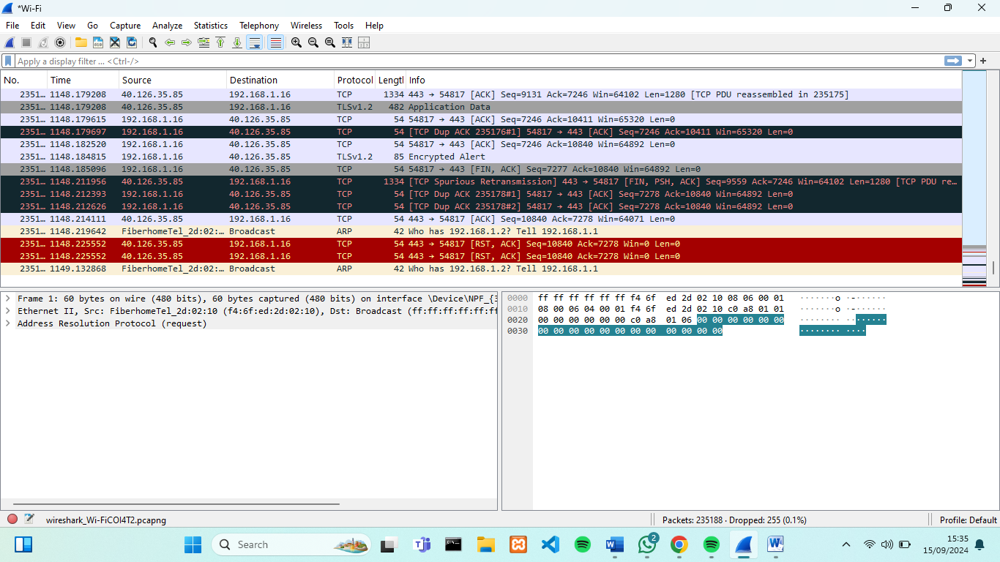 *Wi-Fi
File Edit View Go Capture Analyze Statistics Telephony Wireless Tools Help
Apply a display filter ... <Ctrl-/>
No. Time Source Destination Protocol Lengtl Info
2351… 1148.179208 40.126.35.85 192.168.1.16 TCP 1334 443 → 54817 [ACK] Seq=9131 Ack=7246 Win=64102 Len=1280 [TCP PDU reassembled in 235175]
2351… 1148.179208 40.126.35.85 192.168.1.16 TLSv1.2 482 Application Data
2351… 1148.179615 192.168.1.16 40.126.35.85 TCP 54 54817 → 443 [ACK] Seq=7246 Ack=10411 Win=65320 Len=0
2351… 1148.179697 192.168.1.16 40.126.35.85 TCP 54 [TCP Dup ACK 235176#1] 54817 → 443 [ACK] Seq=7246 Ack=10411 Win=65320 Len=0
2351… 1148.182520 192.168.1.16 40.126.35.85 TCP 54 54817 → 443 [ACK] Seq=7246 Ack=10840 Win=64892 Len=0
2351… 1148.184815 192.168.1.16 40.126.35.85 TLSv1.2 85 Encrypted Alert
2351… 1148.185096 192.168.1.16 40.126.35.85 TCP 54 54817 → 443 [FIN, ACK] Seq=7277 Ack=10840 Win=64892 Len=0
2351… 1148.211956 40.126.35.85 192.168.1.16 TCP 1334 [TCP Spurious Retransmission] 443 → 54817 [FIN, PSH, ACK] Seq=9559 Ack=7246 Win=64102 Len=1280 [TCP PDU re…
2351… 1148.212393 192.168.1.16 40.126.35.85 TCP 54 [TCP Dup ACK 235178#1] 54817 → 443 [ACK] Seq=7278 Ack=10840 Win=64892 Len=0
2351… 1148.212626 192.168.1.16 40.126.35.85 TCP 54 [TCP Dup ACK 235178#2] 54817 → 443 [ACK] Seq=7278 Ack=10840 Win=64892 Len=0
2351… 1148.214111 40.126.35.85 192.168.1.16 TCP 54 443 → 54817 [ACK] Seq=10840 Ack=7278 Win=64071 Len=0
2351… 1148.219642 FiberhomeTel_2d:02:… Broadcast ARP 42 Who has 192.168.1.2? Tell 192.168.1.1
2351… 1148.225552 40.126.35.85 192.168.1.16 TCP 54 443 → 54817 [RST, ACK] Seq=10840 Ack=7278 Win=0 Len=0
2351… 1148.225552 40.126.35.85 192.168.1.16 TCP 54 443 → 54817 [RST, ACK] Seq=10840 Ack=7278 Win=0 Len=0
2351… 1149.132868 FiberhomeTel_2d:02:… Broadcast ARP 42 Who has 192.168.1.2? Tell 192.168.1.1
Frame 1: 60 bytes on wire (480 bits), 60 bytes captured (480 bits) on interface \Device\NPF_{3
Ethernet II, Src: FiberhomeTel_2d:02:10 (f4:6f:ed:2d:02:10), Dst: Broadcast (ff:ff:ff:ff:ff:ff
Address Resolution Protocol (request)
0000 ff ff ff ff ff ff f4 6f ed 2d 02 10 08 06 00 01 ·······o ·-······
0010 08 00 06 04 00 01 f4 6f ed 2d 02 10 c0 a8 01 01 ·······o ·-······
0020 00 00 00 00 00 00 c0 a8 01 06 00 00 00 00 00 00 ········ ········
0030 00 00 00 00 00 00 00 00 00 00 00 00 ········ ····
wireshark_Wi-FiCOI4T2.pcapng
Packets: 235188 · Dropped: 255 (0.1%)
Profile: Default
Search
2
15:35
15/09/2024